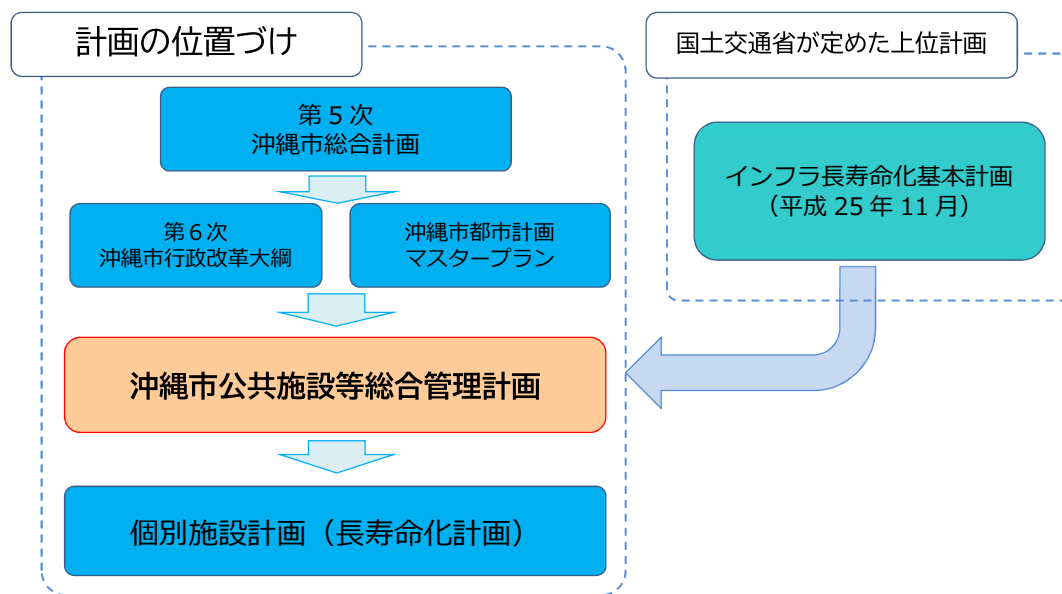 計画の位置づけ
国土交通省が定めた上位計画
第５次
沖縄市総合計画
第６次
沖縄市行政改革大綱
沖縄市都市計画
マスタープラン
沖縄市公共施設等総合管理計画
個別施設計画（長寿命化計画）
インフラ長寿命化基本計画
（平成 25 年 11 月）